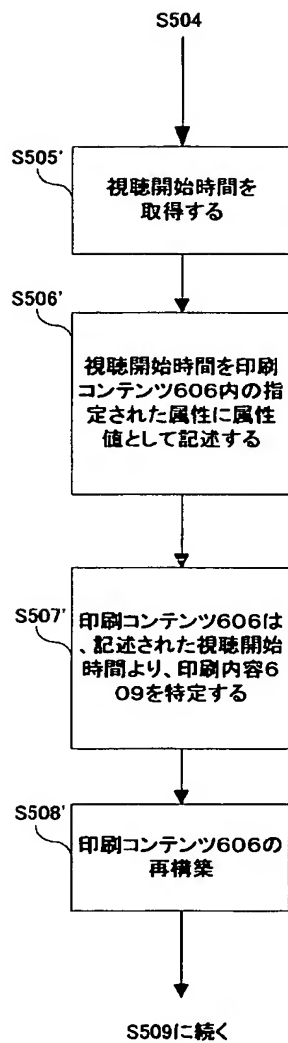 S504
S505'
視聴開始時間を
取得する
S506'
視聴開始時間を印刷
コンテンツ606内の指
定された属性に属性
値として記述する
S507'
印刷コンテンツ606は
、記述された視聴開始
時間より、印刷内容6
09を特定する
S508'
印刷コンテンツ606の
再構築
S509に続く